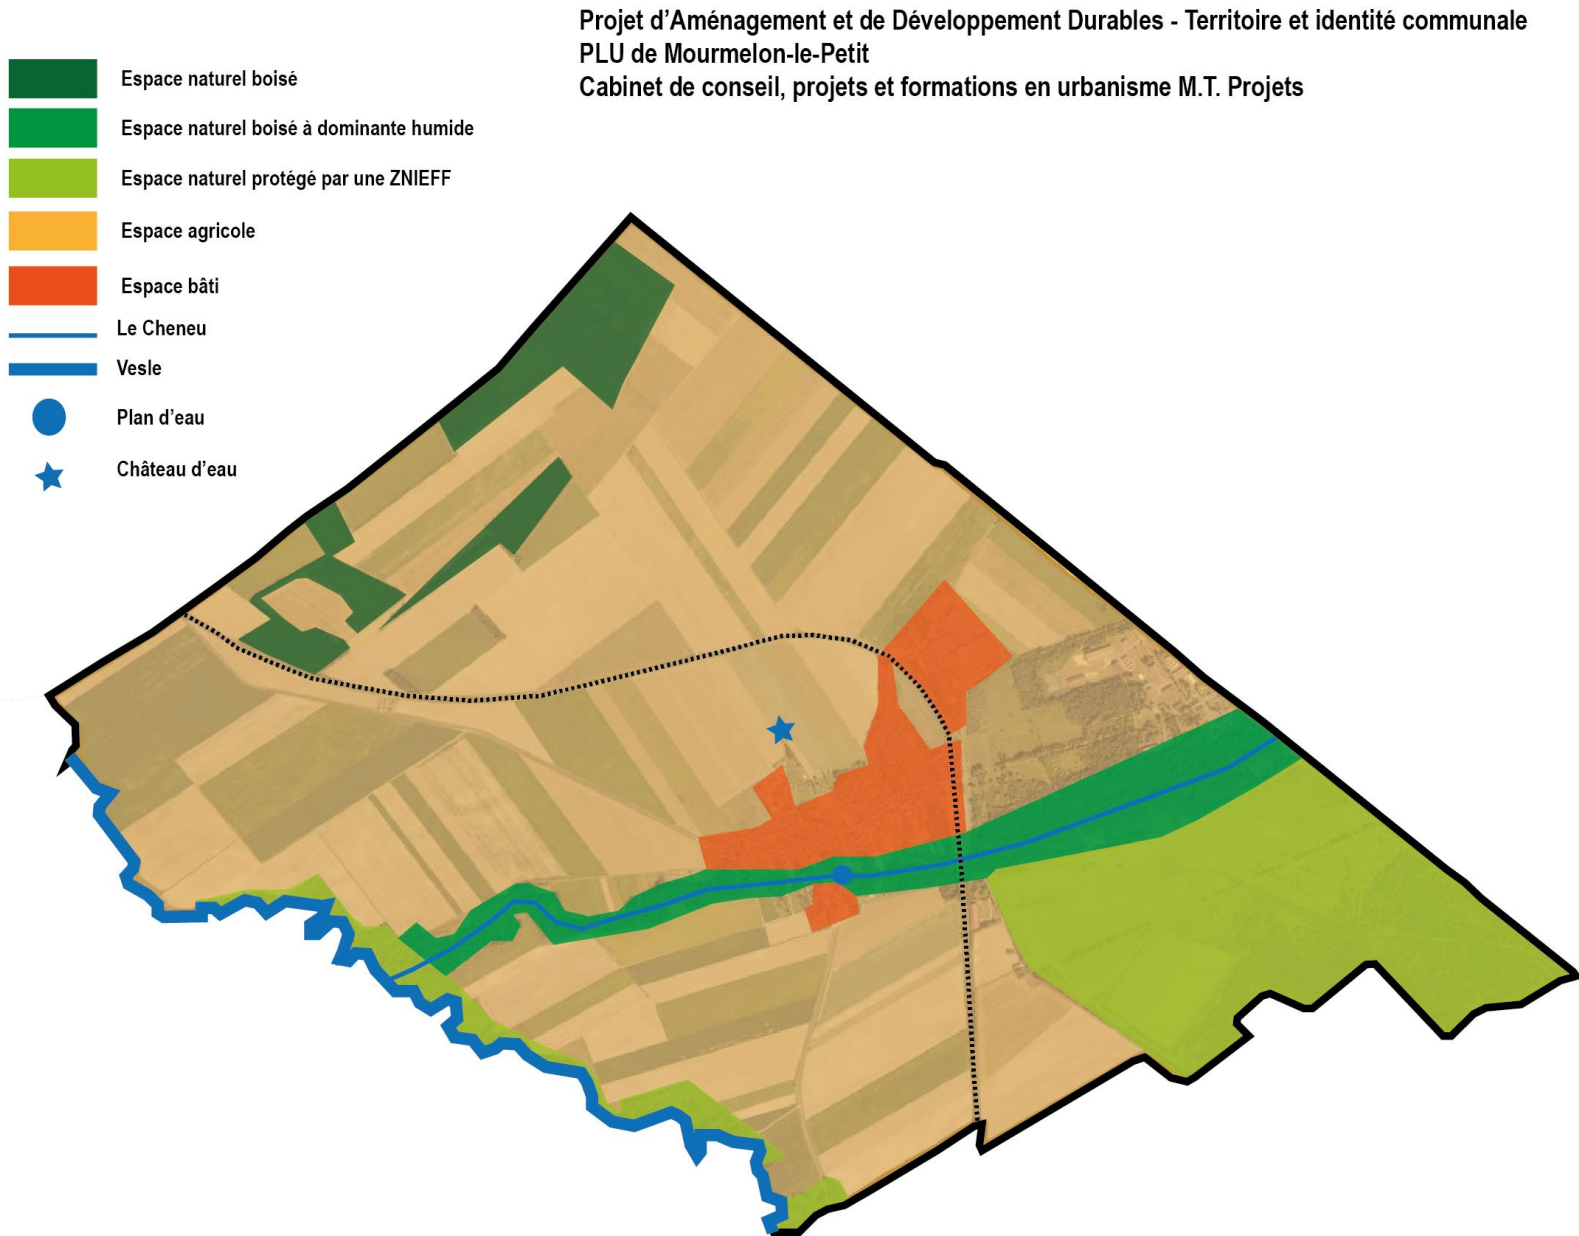 Projet d’Aménagement et de Développement Durables - Territoire et identité communale
PLU de Mourmelon-le-Petit
Cabinet de conseil, projets et formations en urbanisme M.T. Projets
Espace naturel boisé
Espace naturel boisé à dominante humide
Espace naturel protégé par une ZNIEFF
Espace agricole
Espace bâti
Le Cheneu
Vesle
Plan d’eau
Château d’eau